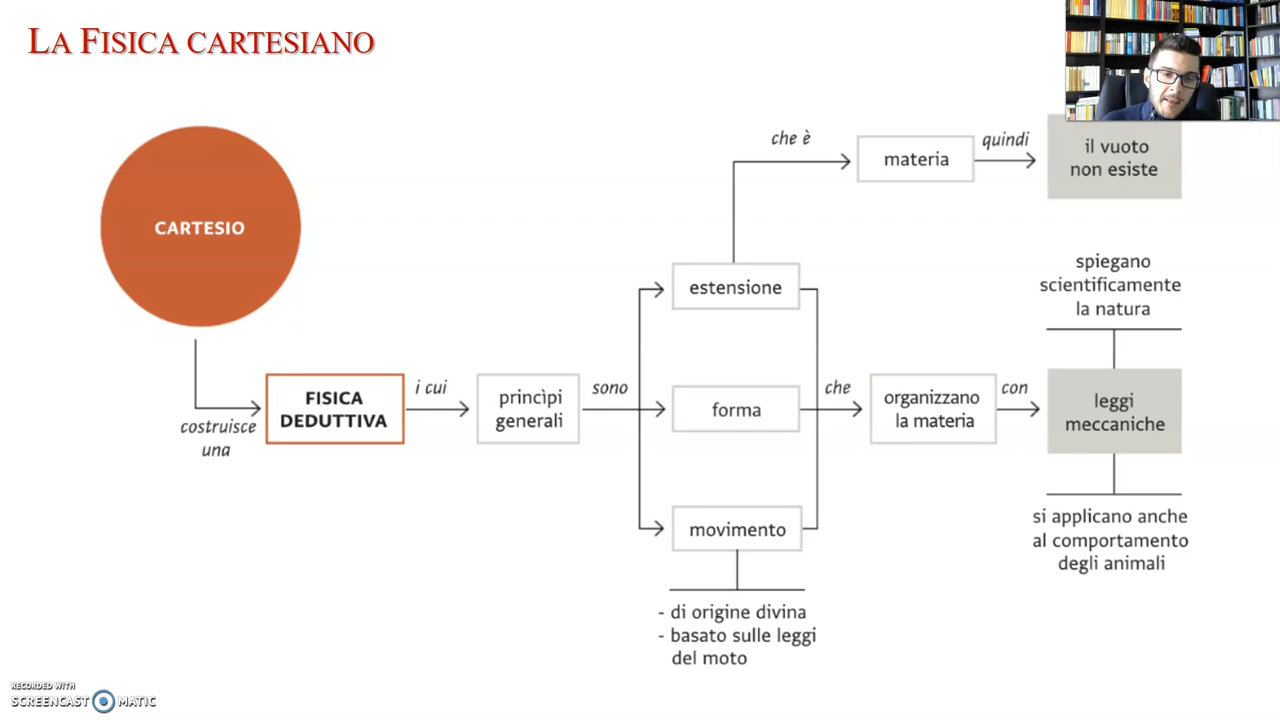 LA FISICA CARTESIANO
CARTESIO
costruisce
una
FISICA
DEDUTTIVA
i cui
princìpi
generali
sono
estensione
forma
movimento
- di origine divina
- basato sulle leggi
del moto
che è
materia
quindi
il vuoto
non esiste
che
organizzano
la materia
con
leggi
meccaniche
spiegano
scientificamente
la natura
si applicano anche
al comportamento
degli animali
RECORDED WITH
SCREENCAST MATIC